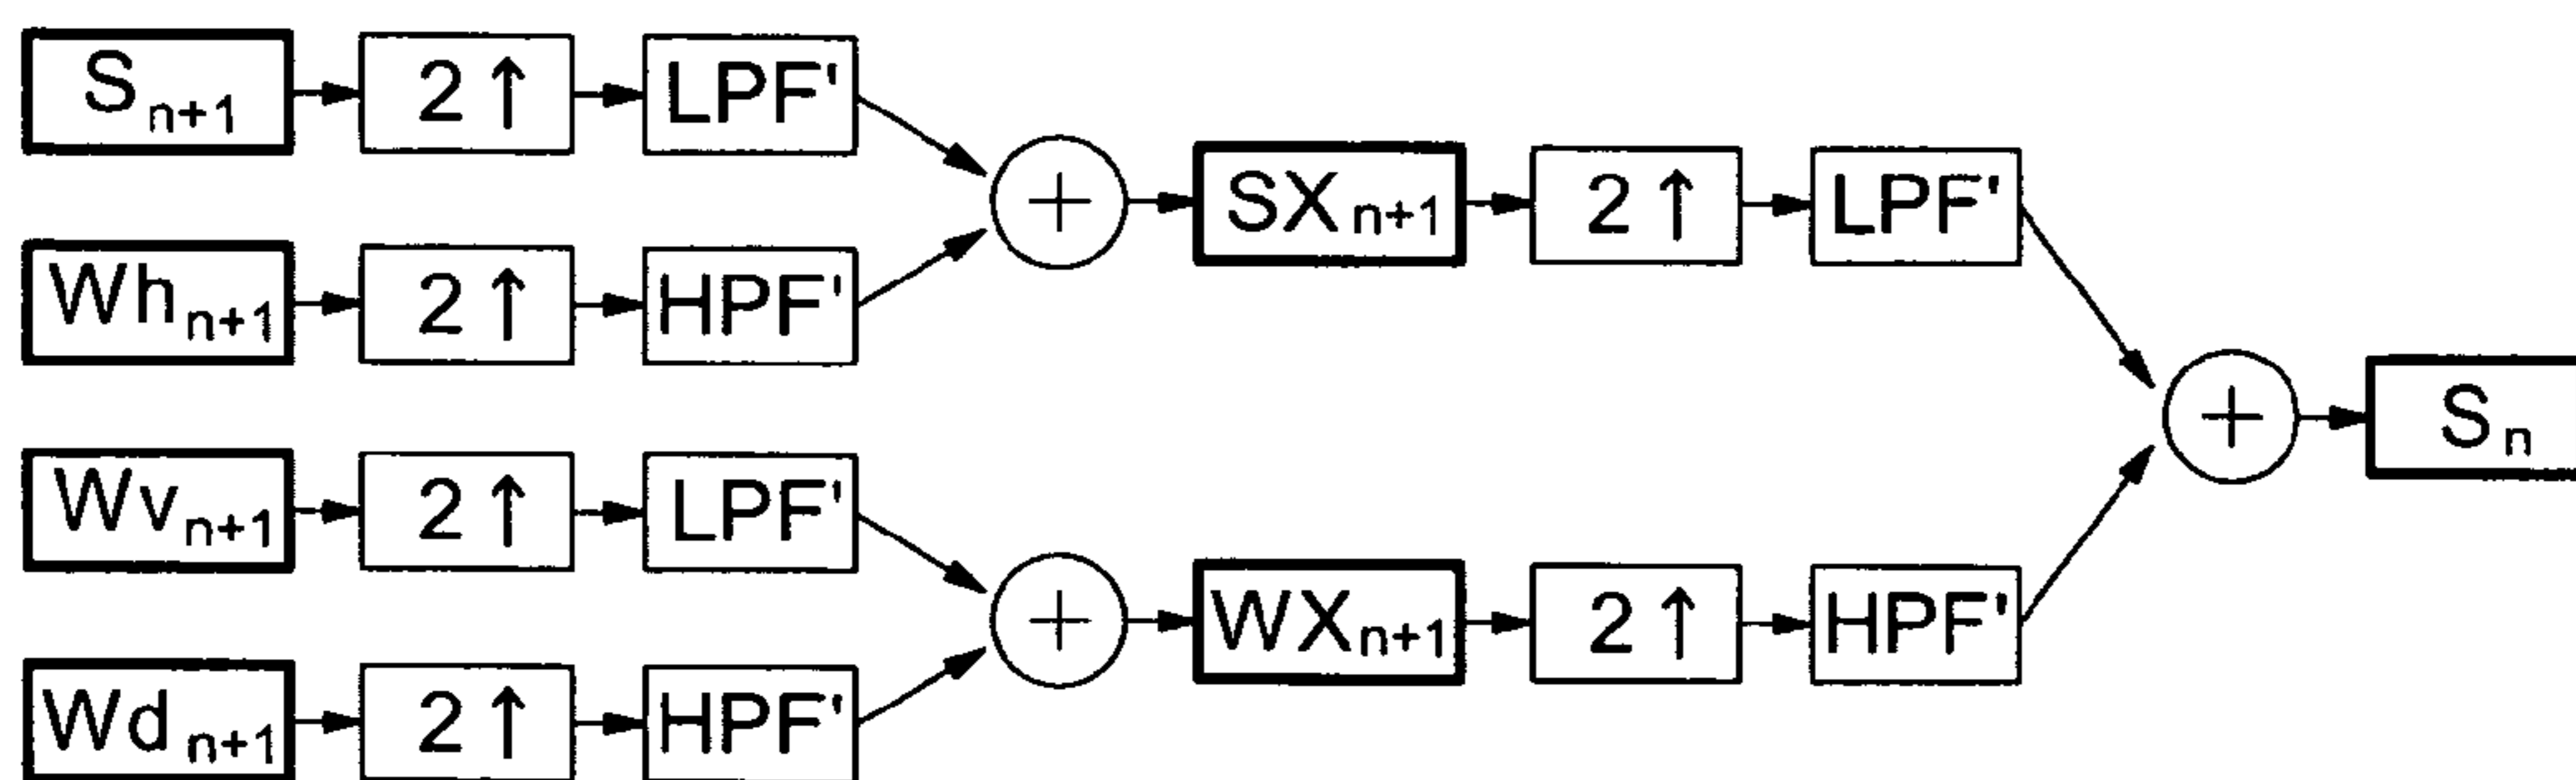 S n+1 2↑ LPF'
+ SX n+1 2↑ LPF'
Wh n+1 2↑ HPF'
+ S n
Wv n+1 2↑ LPF'
+ WX n+1 2↑ HPF'
Wd n+1 2↑ HPF'